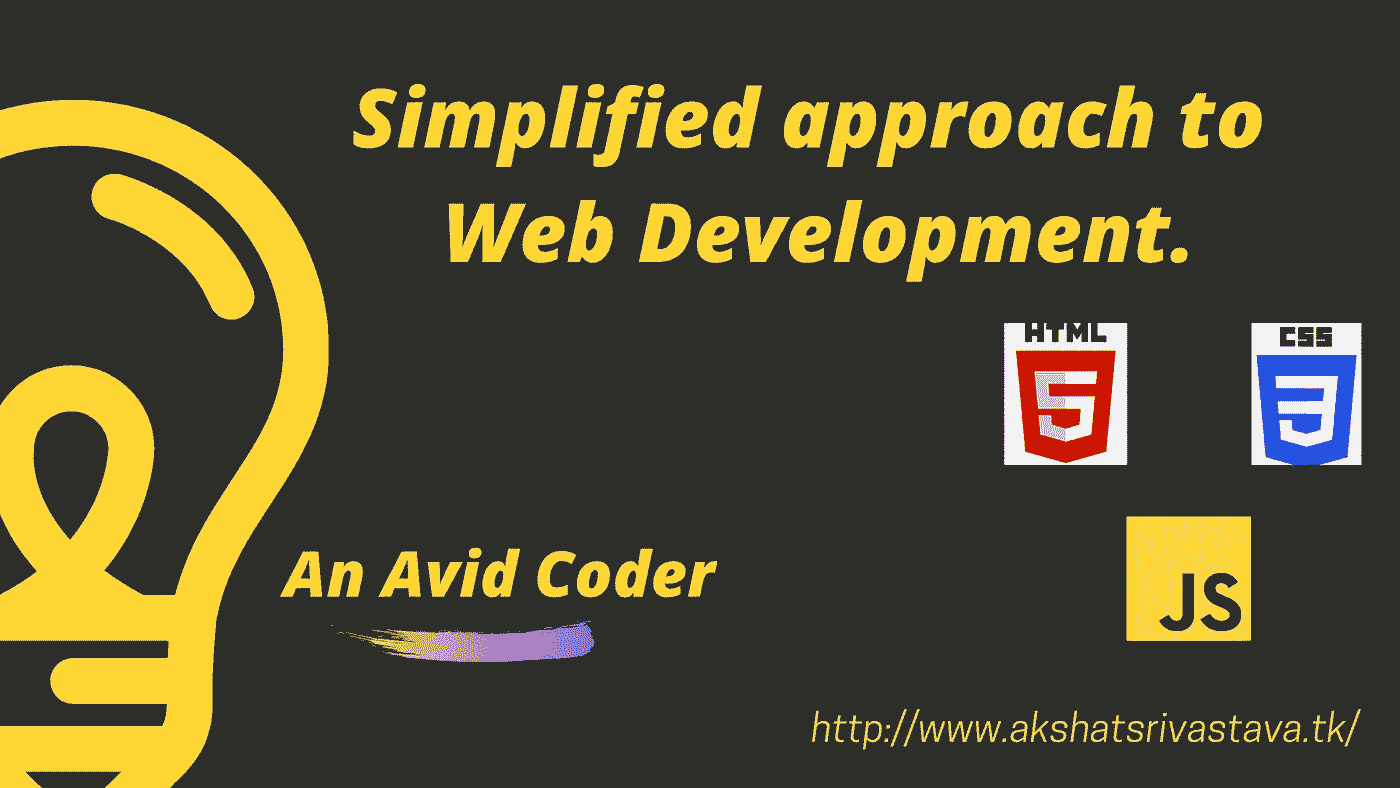 Simplified approach to
Web Development.
HTML
5
CSS
3
An Avid Coder
JS
http://www.akshatsrivastava.tk/